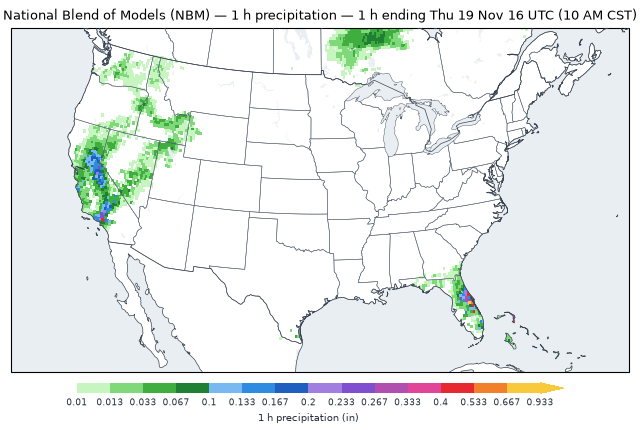 National Blend of Models (NBM) — 1 h precipitation — 1 h ending Thu 19 Nov 16 UTC (10 AM CST)
0.01 0.013 0.033 0.067 0.1 0.133 0.167 0.2 0.233 0.267 0.333 0.4 0.533 0.667 0.933
1 h precipitation (in)